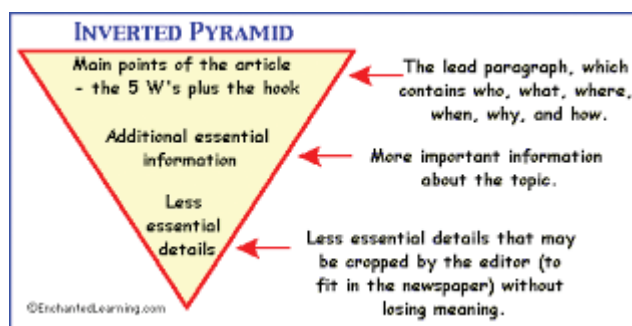 INVERTED PYRAMID
Main points of the article
- the 5 W's plus the hook
The lead paragraph, which
contains who, what, where,
when, why, and how.
Additional essential
information
More important information
about the topic.
Less
essential
details
Less essential details that may
be cropped by the editor (to
fit in the newspaper) without
losing meaning.
©EnchantedLearning.com